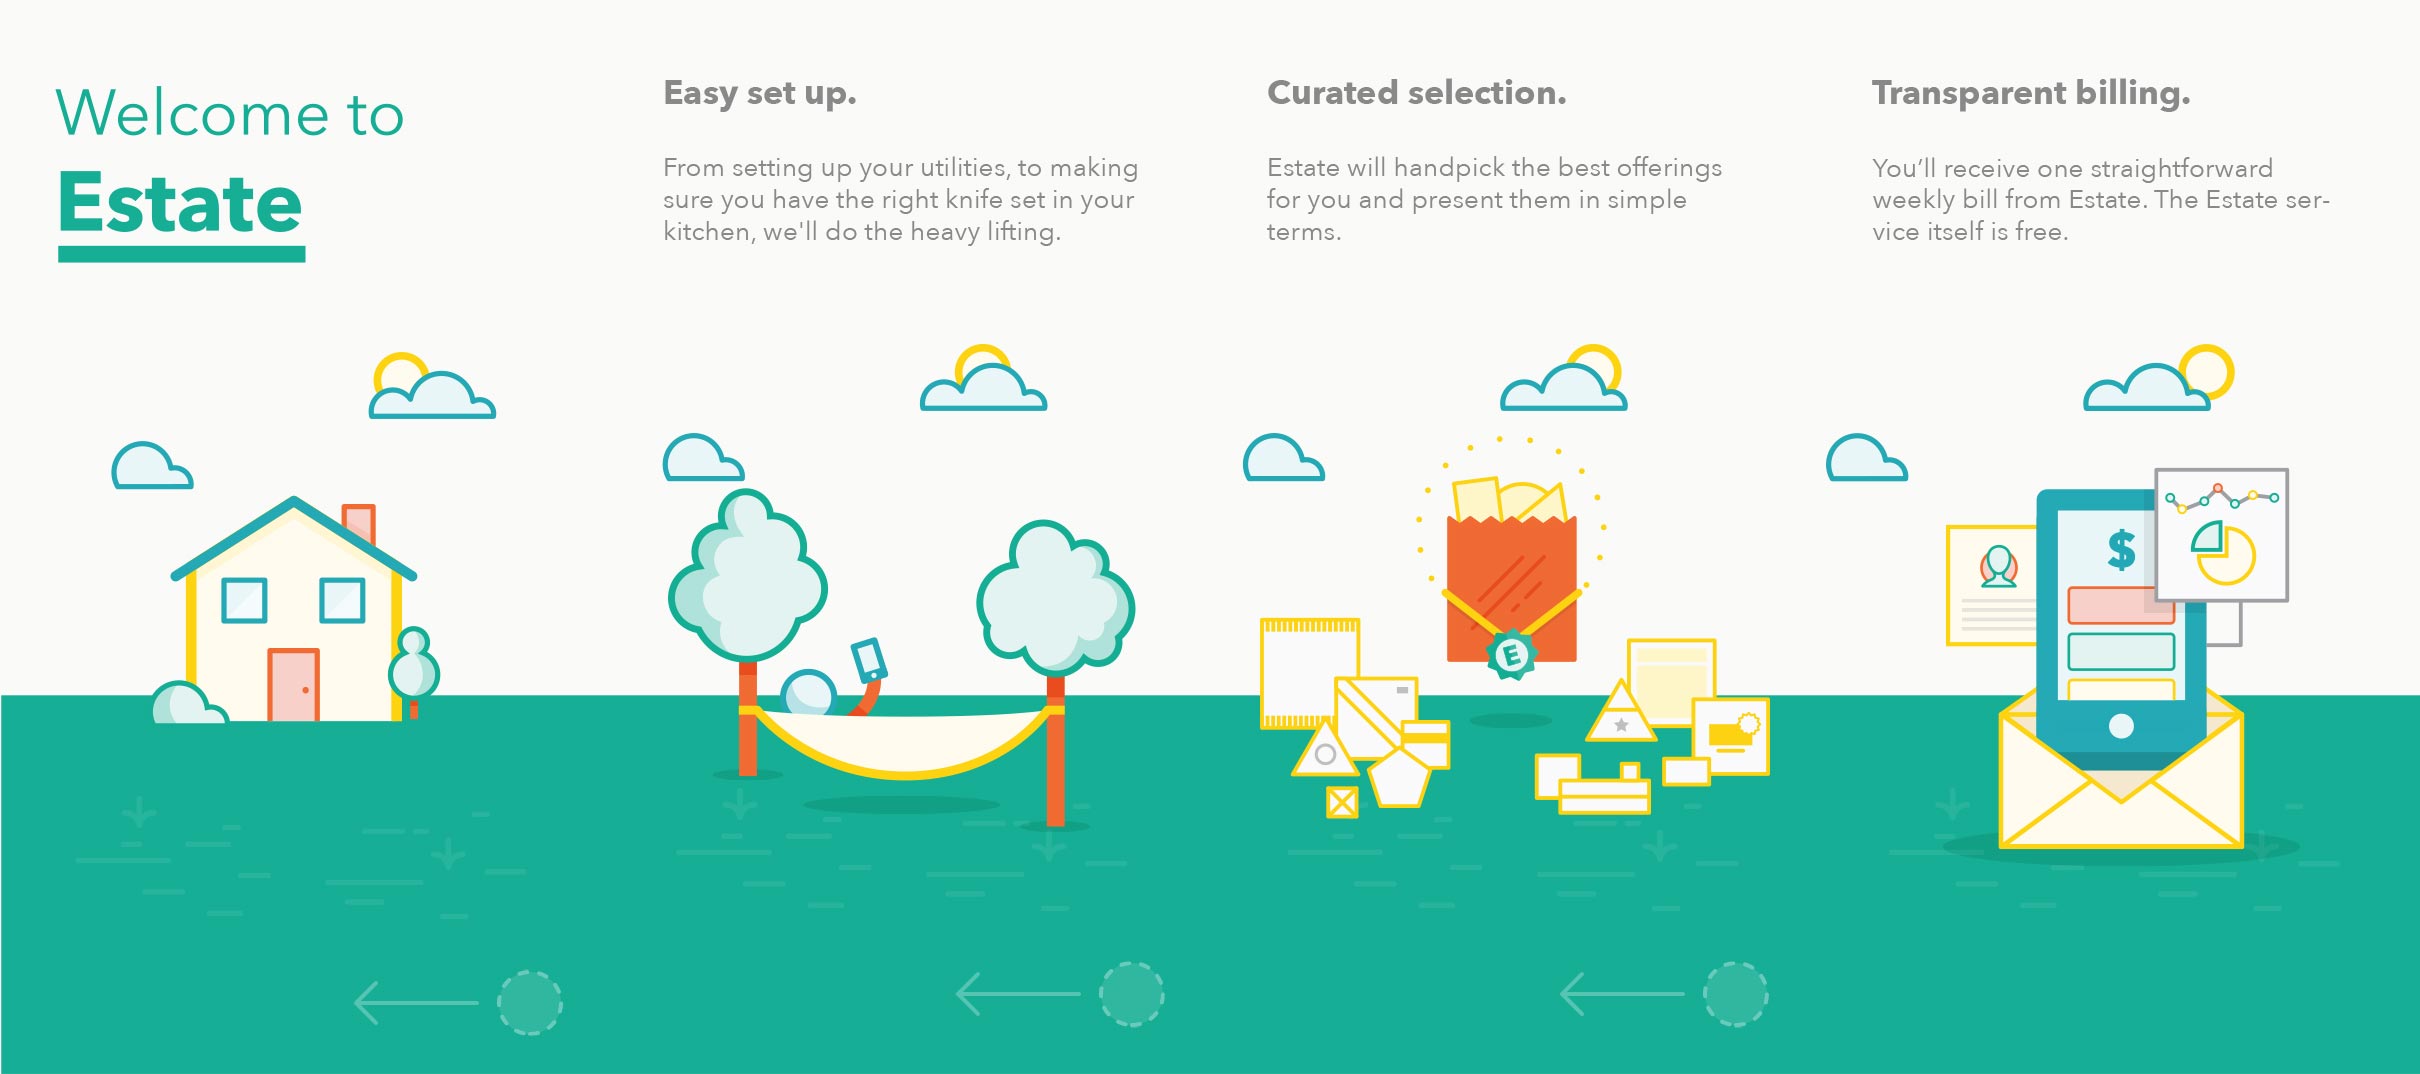 Welcome to
Estate
Easy set up.
From setting up your utilities, to making
sure you have the right knife set in your
kitchen, we'll do the heavy lifting.
Curated selection.
Estate will handpick the best offerings
for you and present them in simple
terms.
E
Transparent billing.
You’ll receive one straightforward
weekly bill from Estate. The Estate ser-
vice itself is free.
$